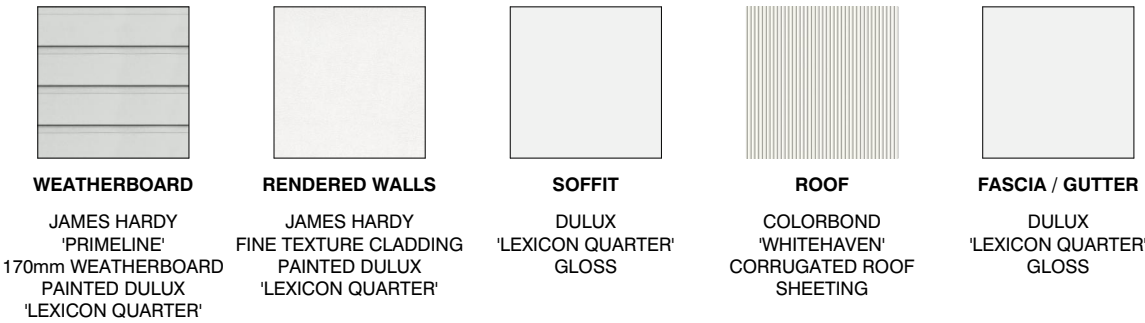 WEATHERBOARD
JAMES HARDY
'PRIMELINE'
170mm WEATHERBOARD
PAINTED DULUX
'LEXICON QUARTER'
RENDERED WALLS
JAMES HARDY
FINE TEXTURE CLADDING
PAINTED DULUX
'LEXICON QUARTER'
SOFFIT
DULUX
'LEXICON QUARTER'
GLOSS
ROOF
COLORBOND
'WHITEHAVEN'
CORRUGATED ROOF
SHEETING
FASCIA / GUTTER
DULUX
'LEXICON QUARTER'
GLOSS